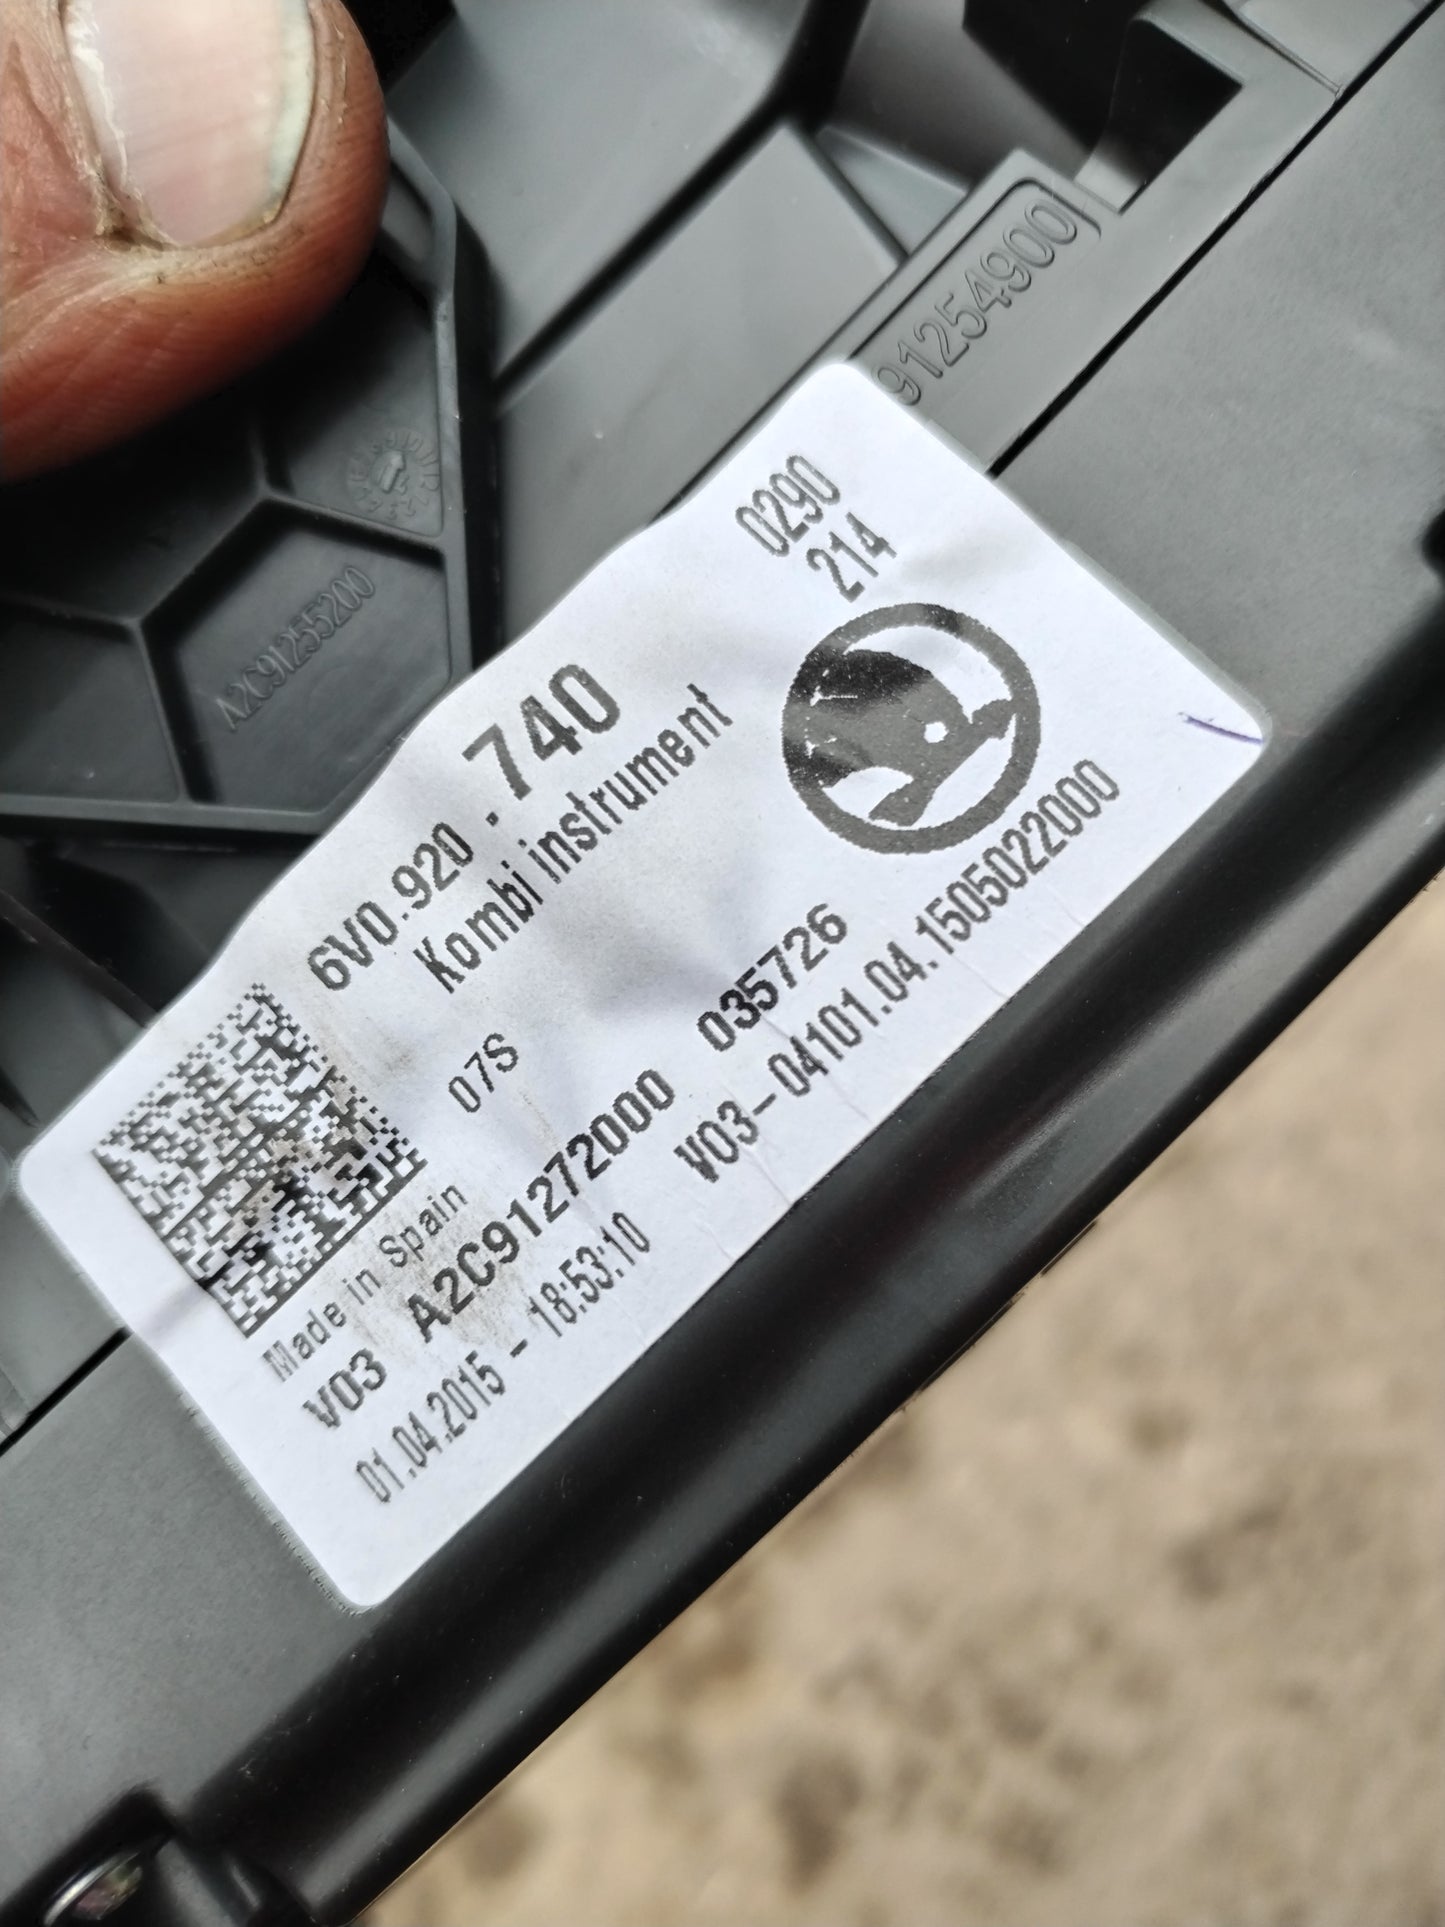 91254900
A2C91255200
0290
214
6V0.920.740
Kombi instrument
07S
Made in Spain
V03 A2C91272000 035726
01.04.2015 - 18:53:10 V03-04101.04.1505022000